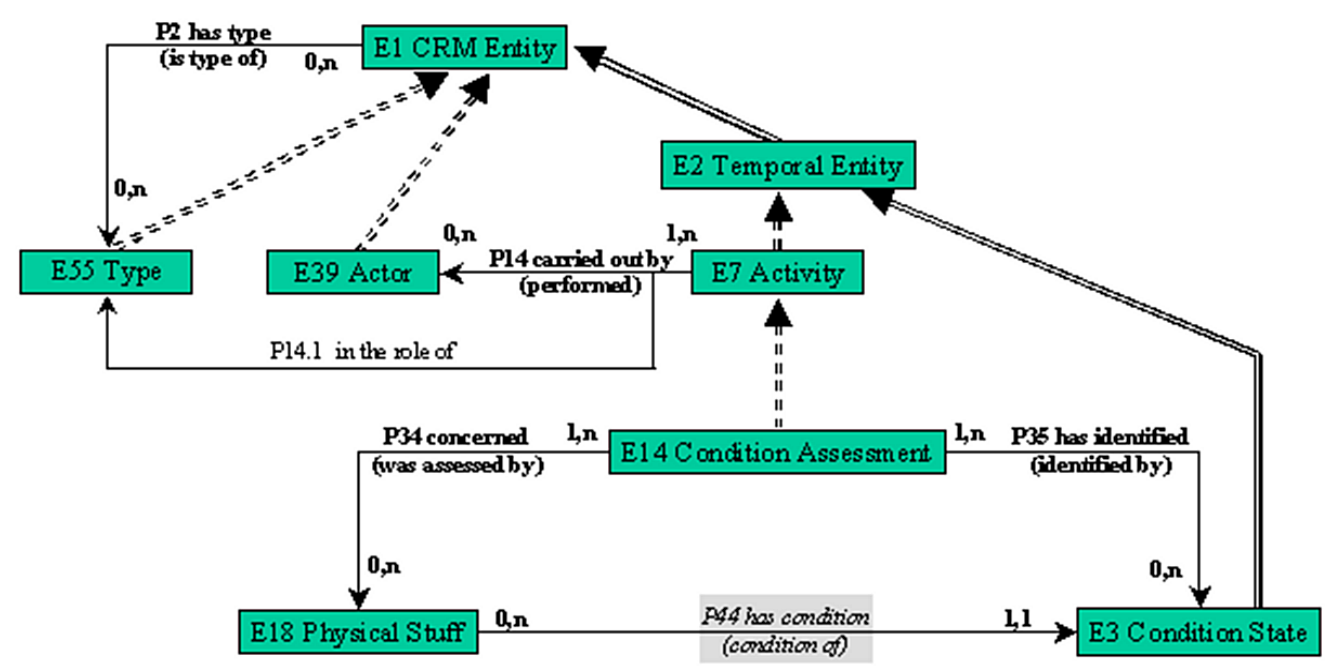 P2 has type
(is type of)
0,n
E1 CRM Entity
E2 Temporal Entity
0,n
E55 Type
E39 Actor
0,n
P14 carried out by
(performed)
1,n
E7 Activity
P14.1 in the role of
P34 concerned
(was assessed by)
1,n
E14 Condition Assessment
1,n
P35 has identified
(identified by)
0,n
0,n
E18 Physical Stuff
0,n
P44 has condition
(condition of)
1,1
E3 Condition State